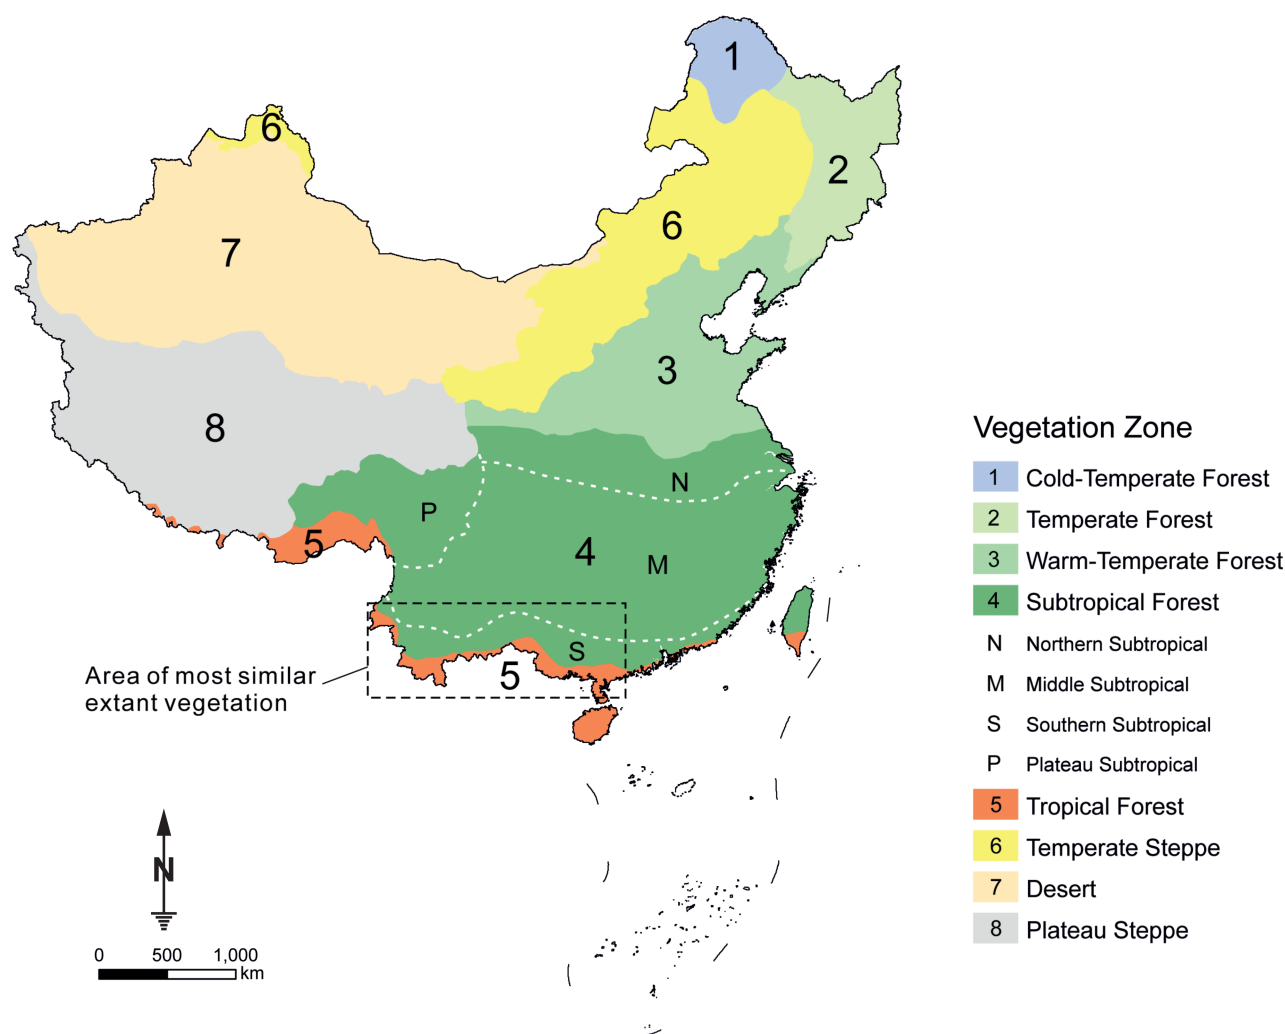 1
6
2
6
7
3
8
Vegetation Zone
1 Cold-Temperate Forest
N
2 Temperate Forest
P
5
4
3 Warm-Temperate Forest
M
4 Subtropical Forest
S
N Northern Subtropical
Area of most similar
extant vegetation
5
M Middle Subtropical
S Southern Subtropical
P Plateau Subtropical
5 Tropical Forest
6 Temperate Steppe
7 Desert
8 Plateau Steppe
N
0 500 1,000
km